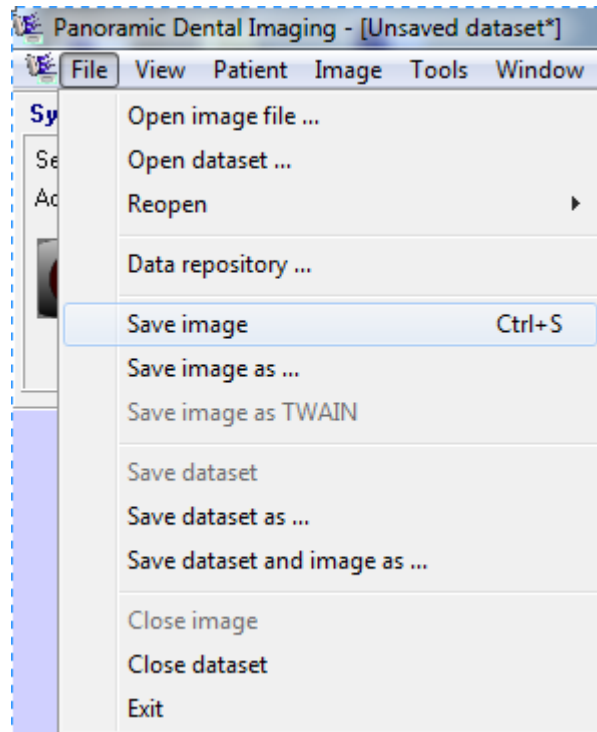 Panoramic Dental Imaging - [Unsaved dataset*]
File View Patient Image Tools Window
Open image file ...
Open dataset ...
Reopen
Data repository ...
Save image Ctrl+S
Save image as ...
Save image as TWAIN
Save dataset
Save dataset as ...
Save dataset and image as ...
Close image
Close dataset
Exit